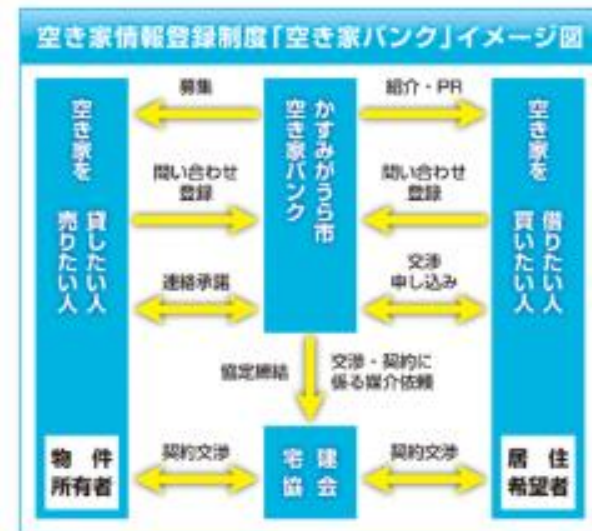 空き家情報登録制度「空き家バンク」イメージ図
空き家を
貸したい人
売りたい人
物件
所有者
募集
問い合わせ
登録
連絡承諾
かすみがうら市
空き家バンク
紹介・PR
問い合わせ
登録
交渉
申し込み
空き家を
借りたい人
買いたい人
居住
希望者
協定締結
交渉・契約に
係る媒介依頼
契約交渉
宅建
協会
契約交渉